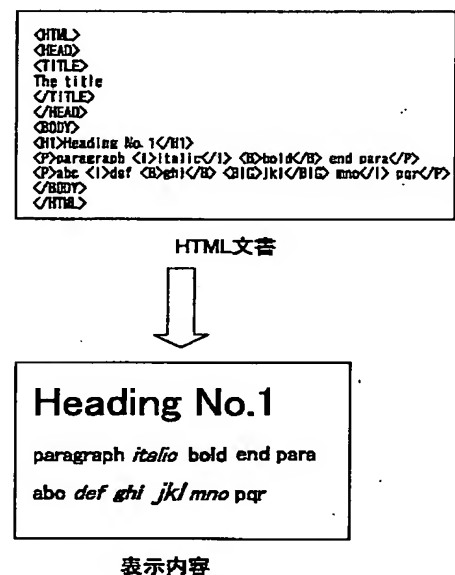 <HTML>
<HEAD>
<TITLE>
The title
</TITLE>
</HEAD>
<BODY>
<H1>Heading No. 1</H1>
<P>paragraph <I>italic</I> <B>bold</B> end para</P>
<P>abc <I>def <B>ghi</B> <BIG>jkl</BIG> mno</I> pqr</P>
</BODY>
</HTML>
HTML文書
Heading No.1
paragraph italic bold end para
abc def ghi jkl mno pqr
表示内容